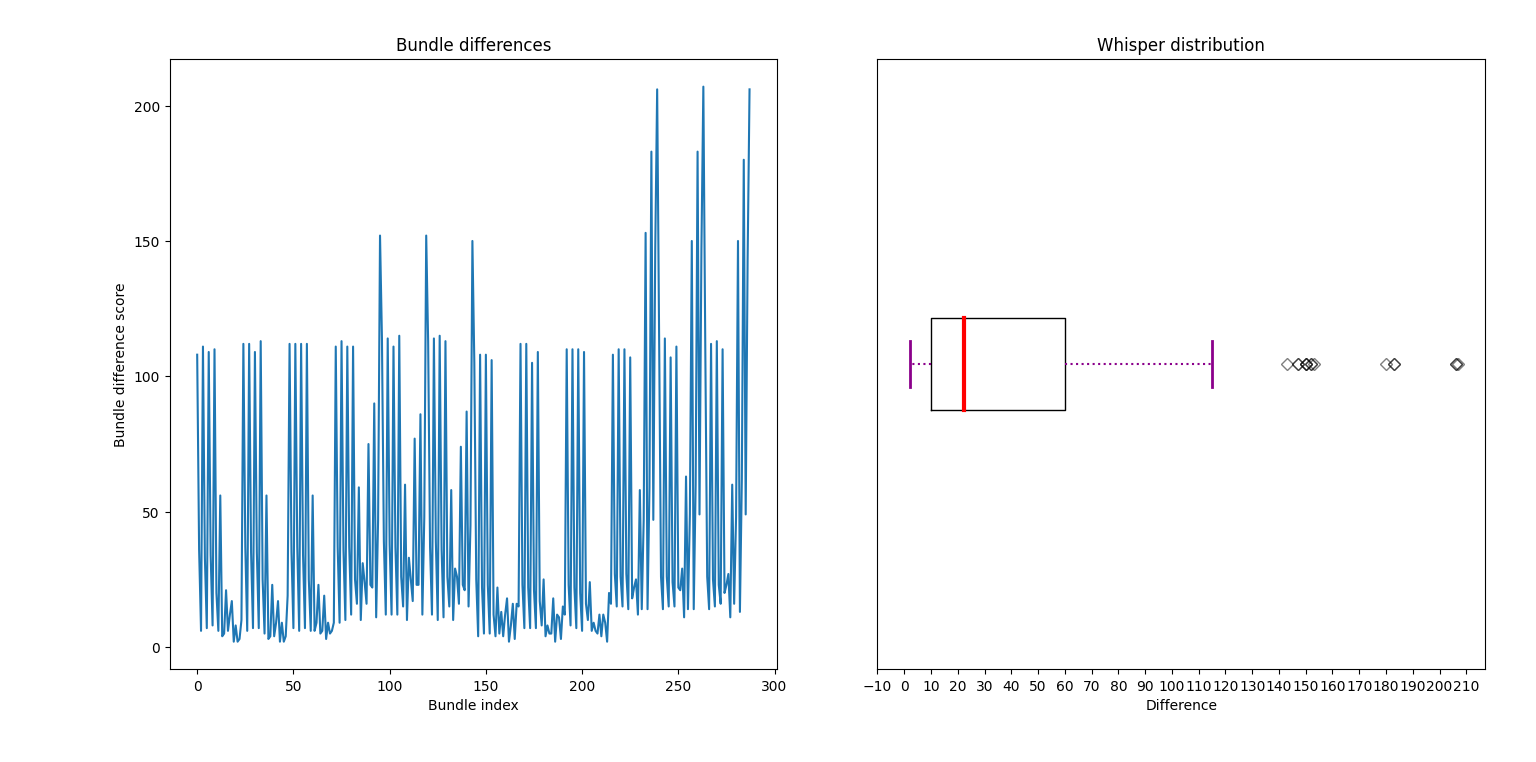 Bundle differences
Bundle difference score
200
150
100
50
0
0 50 100 150 200 250 300
Bundle index
Whisper distribution
−10 0 10 20 30 40 50 60 70 80 90 100 110 120 130 140 150 160 170 180 190 200 210
Difference